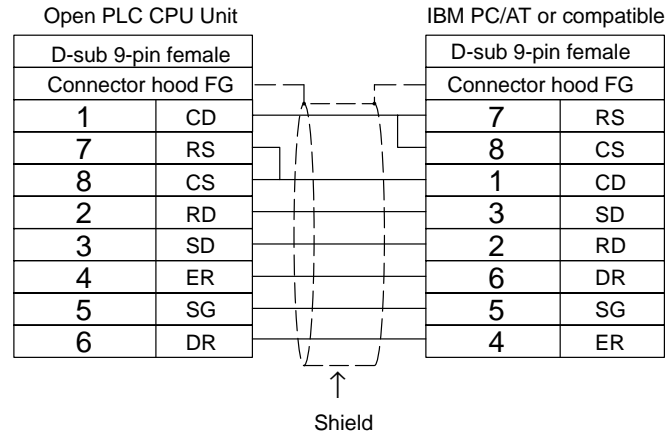 Open PLC CPU Unit IBM PC/AT or compatible
D-sub 9-pin female D-sub 9-pin female
Connector hood FG Connector hood FG
1 CD 7 RS
7 RS 8 CS
8 CS 1 CD
2 RD 3 SD
3 SD 2 RD
4 ER 6 DR
5 SG 5 SG
6 DR 4 ER
Shield